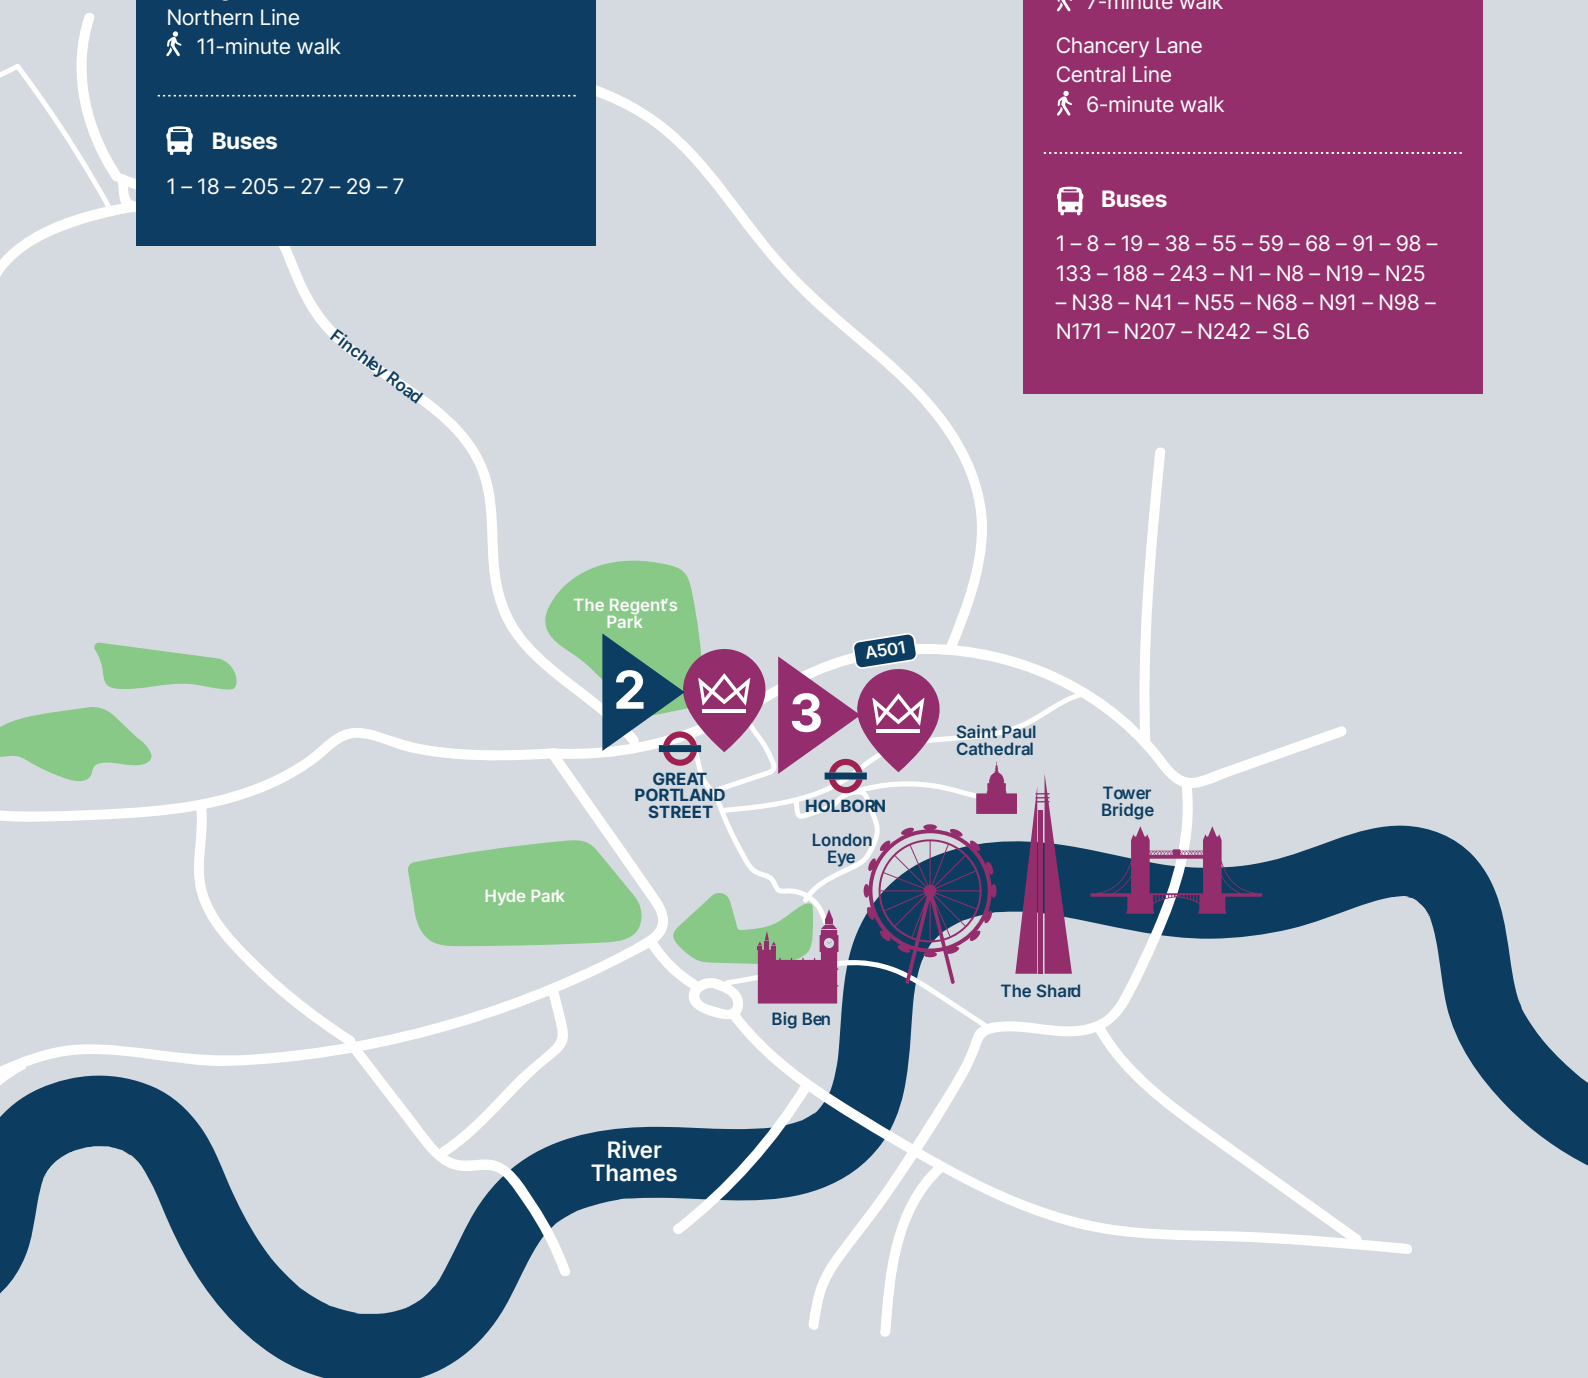 Northern Line
11-minute walk
Buses
1 – 18 – 205 – 27 – 29 – 7
7-minute walk
Chancery Lane
Central Line
6-minute walk
Buses
1 – 8 – 19 – 38 – 55 – 59 – 68 – 91 – 98 –
133 – 188 – 243 – N1 – N8 – N19 – N25
– N38 – N41 – N55 – N68 – N91 – N98 –
N171 – N207 – N242 – SL6
Finchley Road
The Regent's
Park
A501
2
3
Saint Paul
Cathedral
GREAT
PORTLAND
STREET
HOLBORN
Tower
Bridge
London
Eye
Hyde Park
The Shard
Big Ben
River
Thames